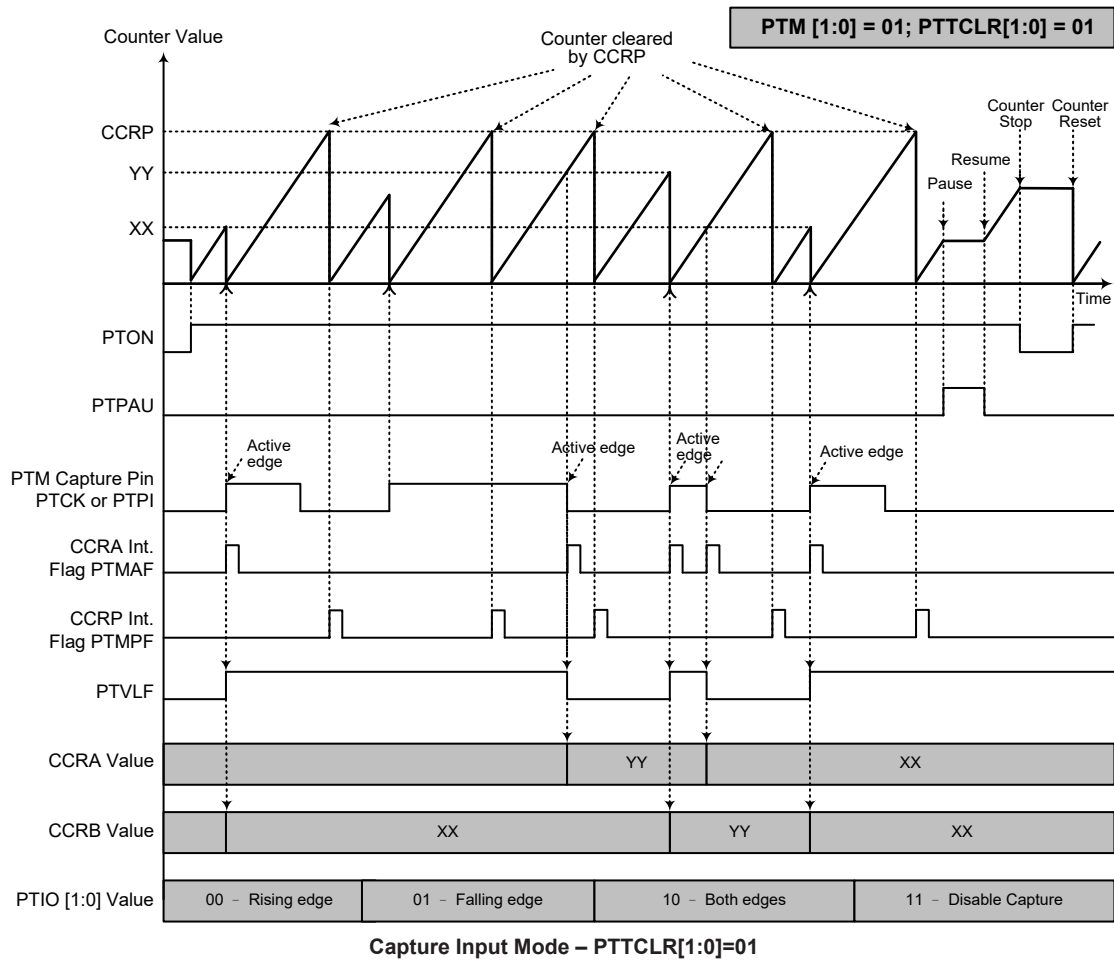 PTM [1:0] = 01; PTTCLR[1:0] = 01
Counter Value
Counter cleared
by CCRP
CCRP
YY
XX
Counter
Stop
Counter
Reset
Resume
Pause
Time
PTON
PTPAU
Active
edge
Active edge
Active
edge
Active edge
PTM Capture Pin
PTCK or PTPI
CCRA Int.
Flag PTMAF
CCRP Int.
Flag PTMPF
PTVLF
CCRA Value
YY
XX
CCRB Value
XX
YY
XX
PTIO [1:0] Value
00 – Rising edge
01 – Falling edge
10 – Both edges
11 – Disable Capture
Capture Input Mode – PTTCLR[1:0]=01